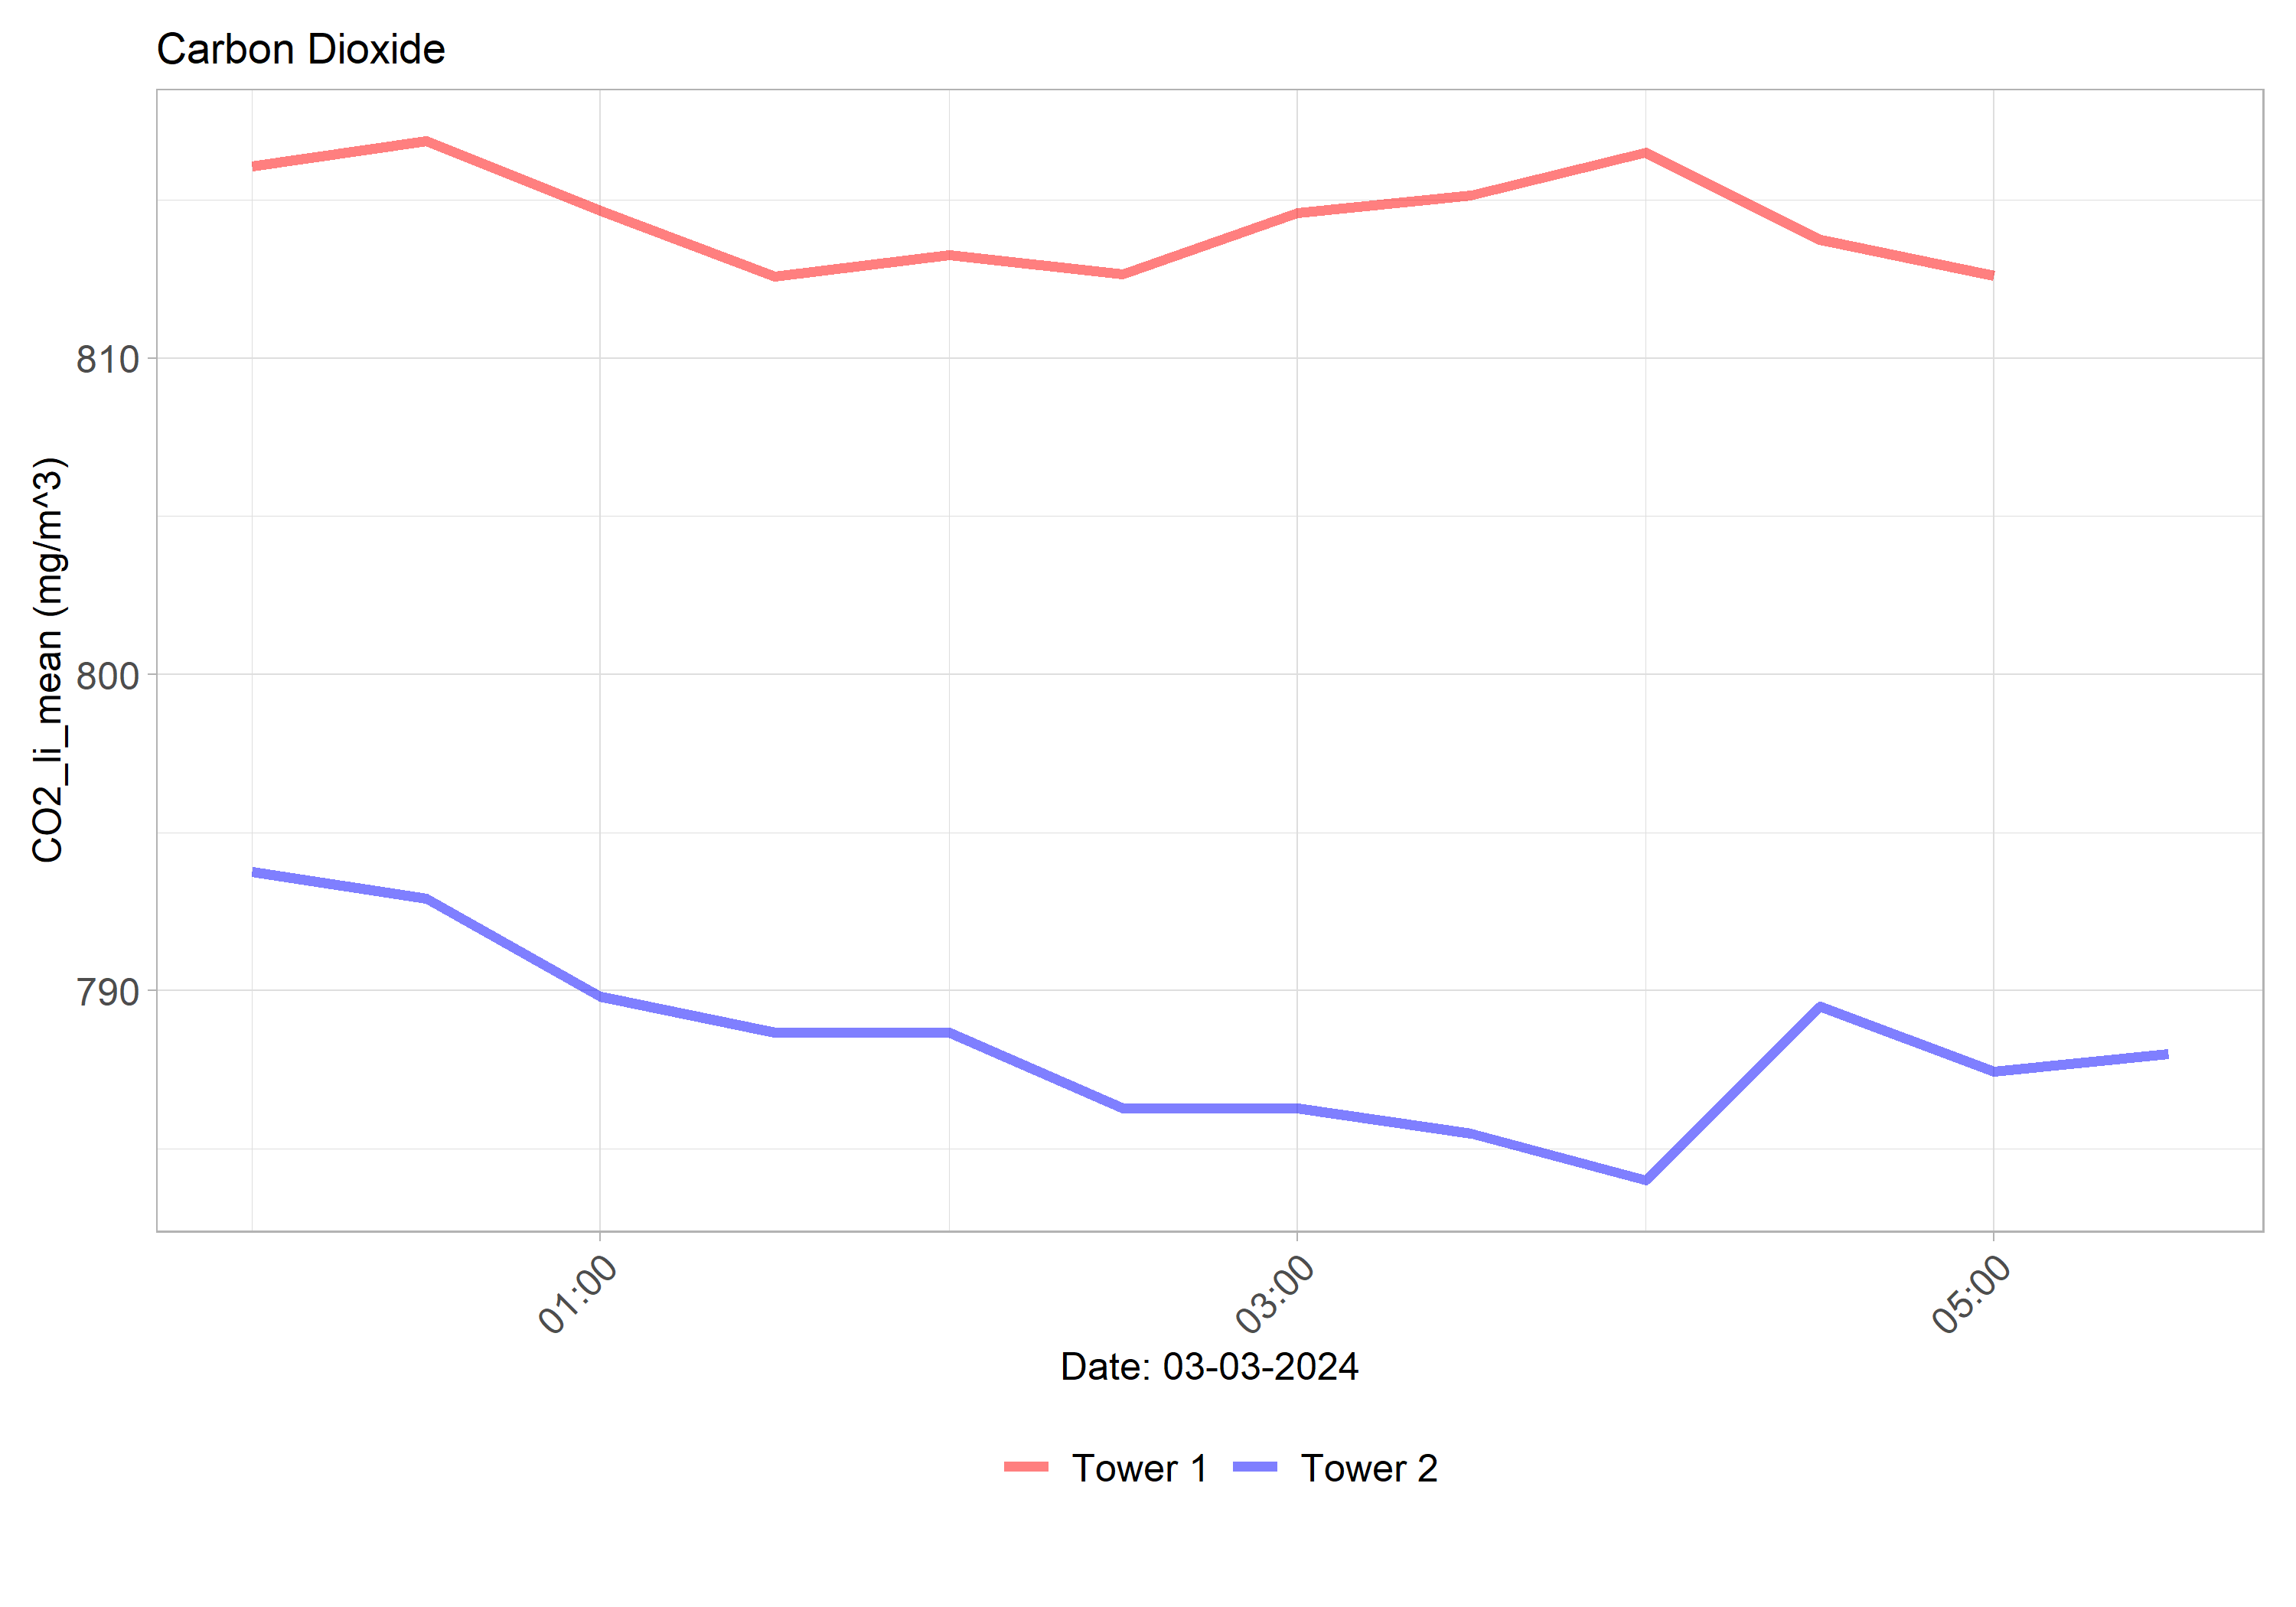 Carbon Dioxide
CO2_li_mean (mg/m^3)
810
800
790
01:00
03:00
05:00
Date: 03-03-2024
Tower 1
Tower 2